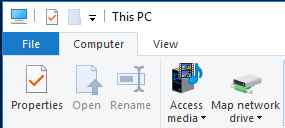 This PC
File Computer View
Properties Open Rename Access media Map network drive